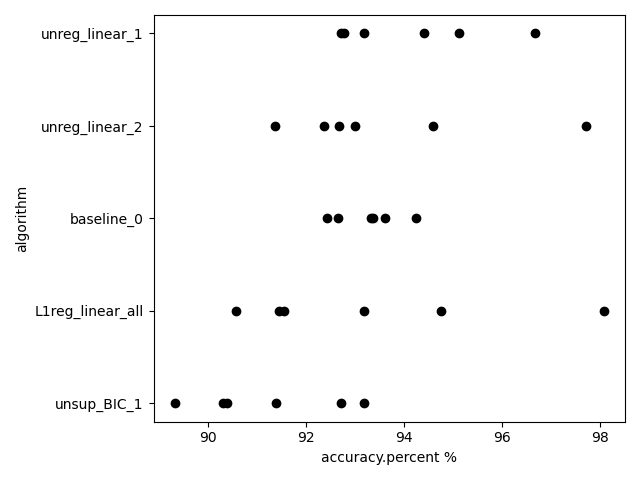 unreg_linear_1
unreg_linear_2
baseline_0
L1reg_linear_all
unsup_BIC_1
algorithm
90 92 94 96 98
accuracy.percent %